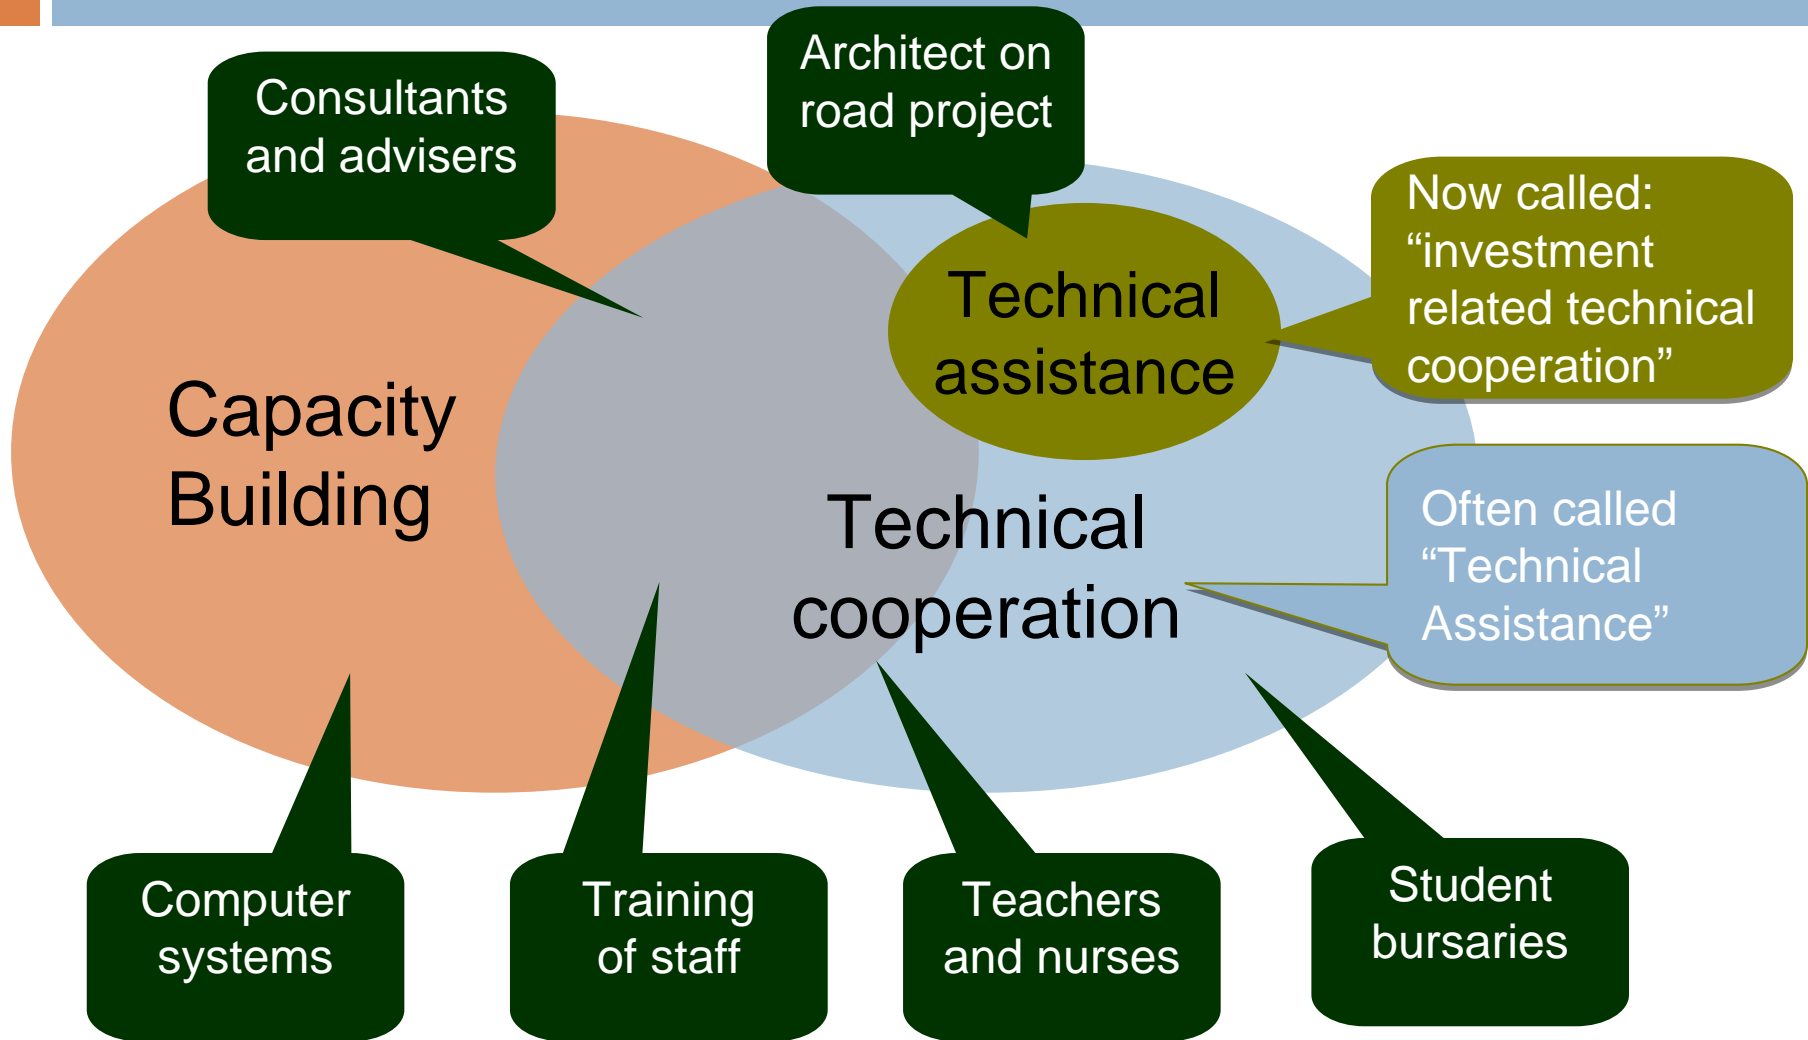 Architect on
road project
Consultants
and advisers
Now called:
“investment
related technical
cooperation”
Technical
assistance
Capacity
Building
Technical
cooperation
Often called
“Technical
Assistance”
Computer
systems
Training
of staff
Teachers
and nurses
Student
bursaries